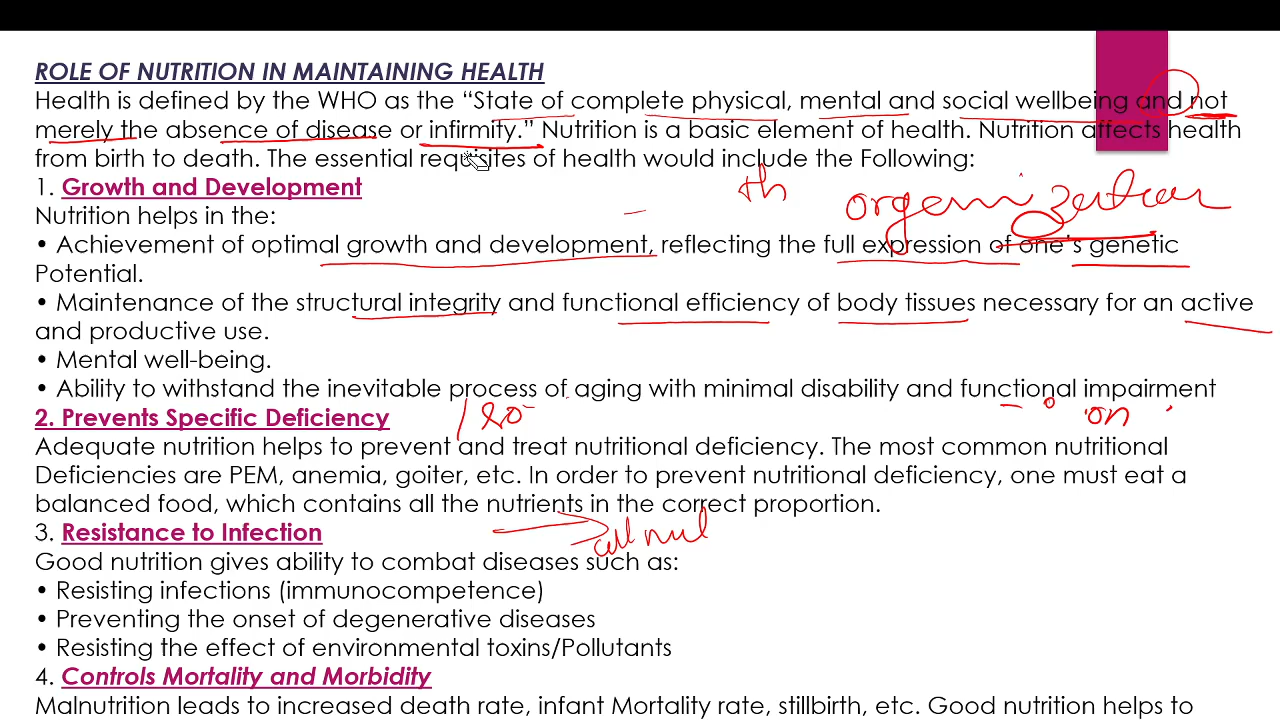 ROLE OF NUTRITION IN MAINTAINING HEALTH
Health is defined by the WHO as the “State of complete physical, mental and social wellbeing and not
merely the absence of disease or infirmity.” Nutrition is a basic element of health. Nutrition affects health
from birth to death. The essential requisites of health would include the Following:
1. Growth and Development
th
organization
Nutrition helps in the:
• Achievement of optimal growth and development, reflecting the full expression of one’s genetic
Potential.
• Maintenance of the structural integrity and functional efficiency of body tissues necessary for an active
and productive use.
• Mental well-being.
• Ability to withstand the inevitable process of aging with minimal disability and functional impairment
2. Prevents Specific Deficiency
on
Adequate nutrition helps to prevent and treat nutritional deficiency. The most common nutritional
Deficiencies are PEM, anemia, goiter, etc. In order to prevent nutritional deficiency, one must eat a
balanced food, which contains all the nutrients in the correct proportion.
3. Resistance to Infection
Good nutrition gives ability to combat diseases such as:
• Resisting infections (immunocompetence)
• Preventing the onset of degenerative diseases
• Resisting the effect of environmental toxins/Pollutants
4. Controls Mortality and Morbidity
Malnutrition leads to increased death rate, infant Mortality rate, stillbirth, etc. Good nutrition helps to